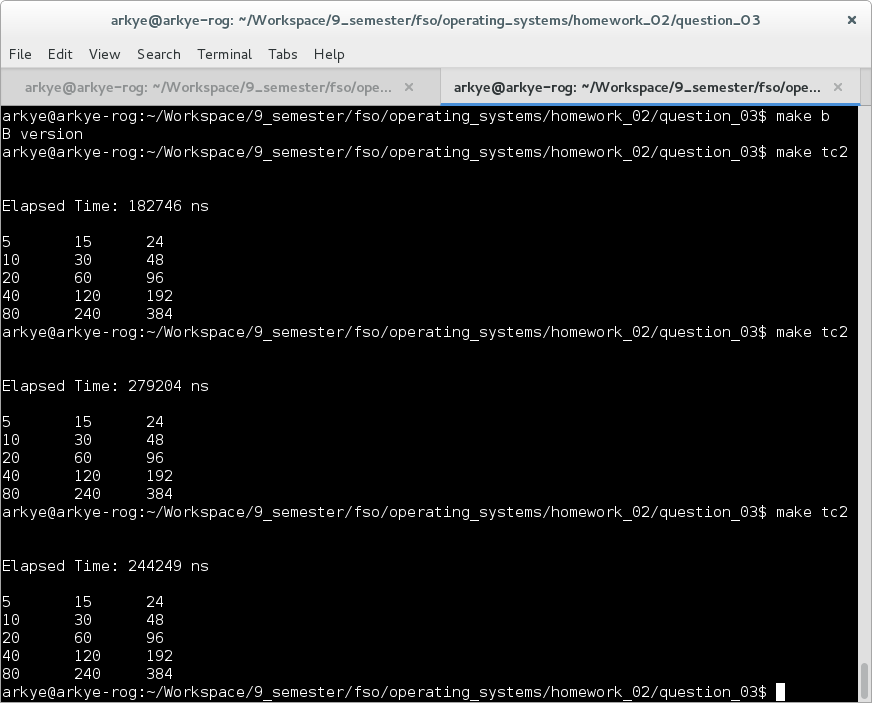 arkye@arkye-rog: ~/Workspace/9_semester/fso/operating_systems/homework_02/question_03
File Edit View Search Terminal Tabs Help
arkye@arkye-rog: ~/Workspace/9_semester/fso/ope... arkye@arkye-rog: ~/Workspace/9_semester/fso/ope...
arkye@arkye-rog:~/Workspace/9_semester/fso/operating_systems/homework_02/question_03$ make b
B version
arkye@arkye-rog:~/Workspace/9_semester/fso/operating_systems/homework_02/question_03$ make tc2
Elapsed Time: 182746 ns
5 15 24
10 30 48
20 60 96
40 120 192
80 240 384
arkye@arkye-rog:~/Workspace/9_semester/fso/operating_systems/homework_02/question_03$ make tc2
Elapsed Time: 279204 ns
5 15 24
10 30 48
20 60 96
40 120 192
80 240 384
arkye@arkye-rog:~/Workspace/9_semester/fso/operating_systems/homework_02/question_03$ make tc2
Elapsed Time: 244249 ns
5 15 24
10 30 48
20 60 96
40 120 192
80 240 384
arkye@arkye-rog:~/Workspace/9_semester/fso/operating_systems/homework_02/question_03$